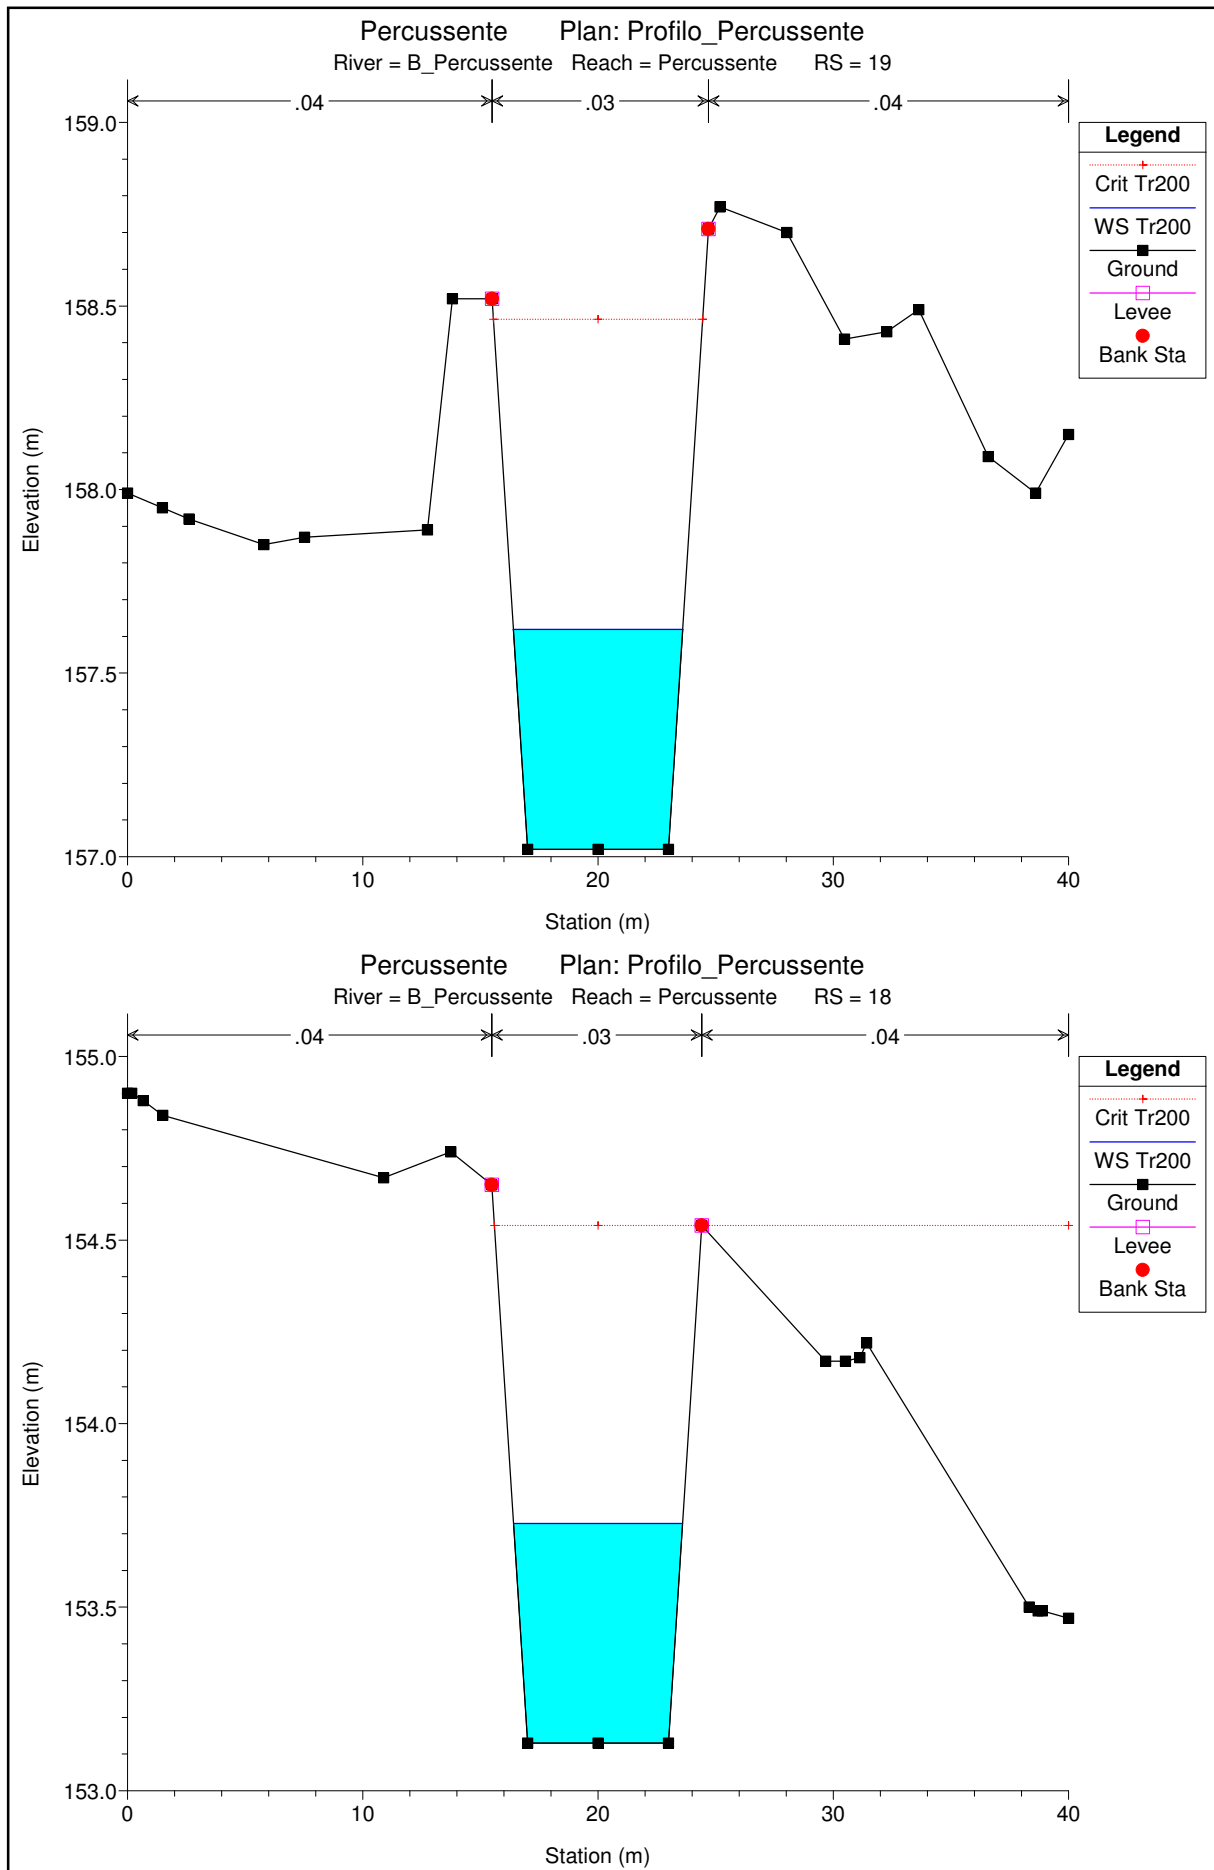 Percussente Plan: Profilo_Percussente
River = B_Percussente Reach = Percussente RS = 19
.04 .03 .04
159.0
158.5
158.0
157.5
157.0
Elevation (m)
0 10 20 30 40
Station (m)
Legend
Crit Tr200
WS Tr200
Ground
Levee
Bank Sta
Percussente Plan: Profilo_Percussente
River = B_Percussente Reach = Percussente RS = 18
.04 .03 .04
155.0
154.5
154.0
153.5
153.0
Elevation (m)
0 10 20 30 40
Station (m)
Legend
Crit Tr200
WS Tr200
Ground
Levee
Bank Sta